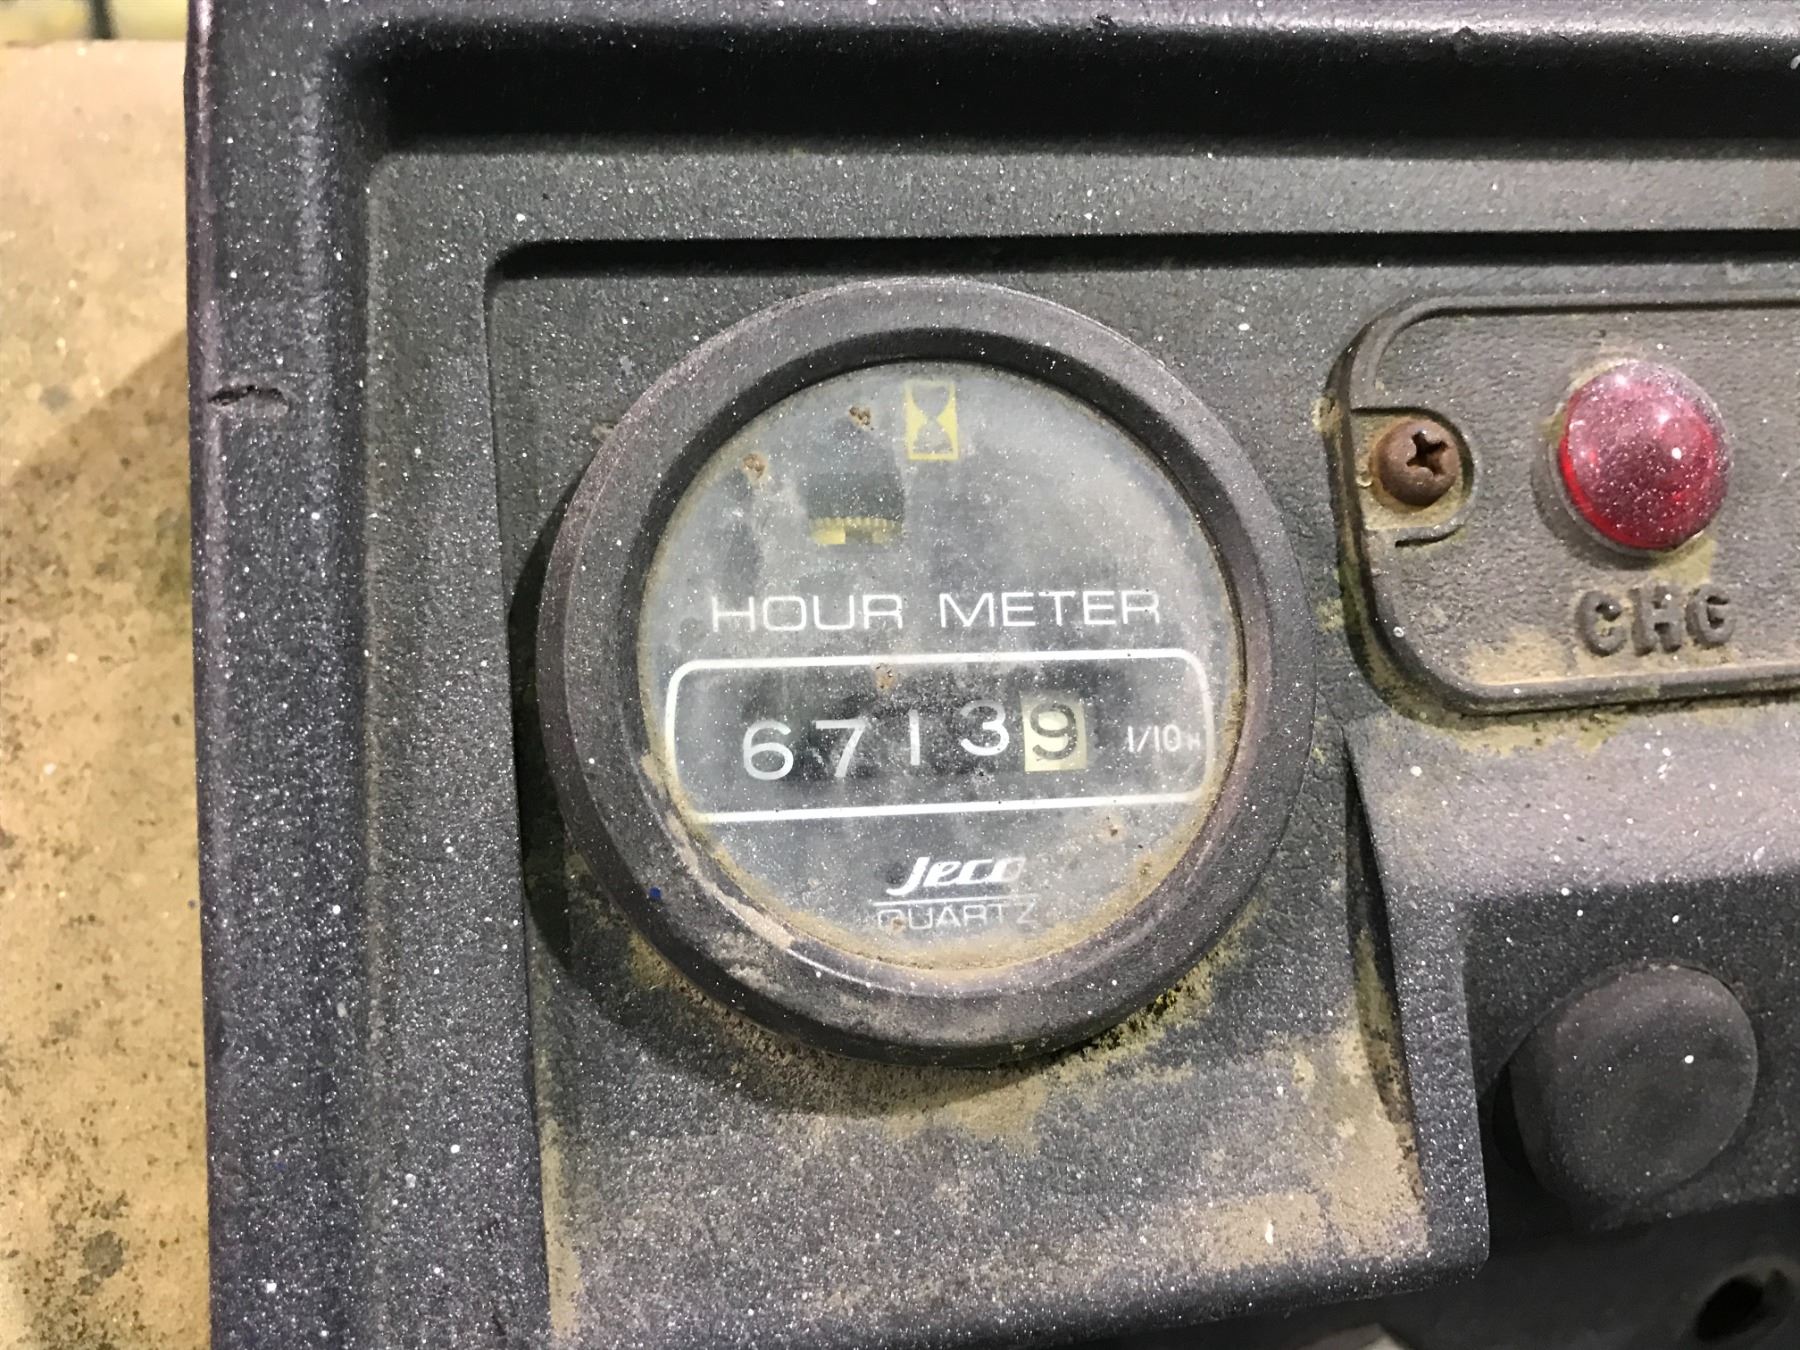 HOUR METER
67139 1/10H
Jeco
QUARTZ
CHG